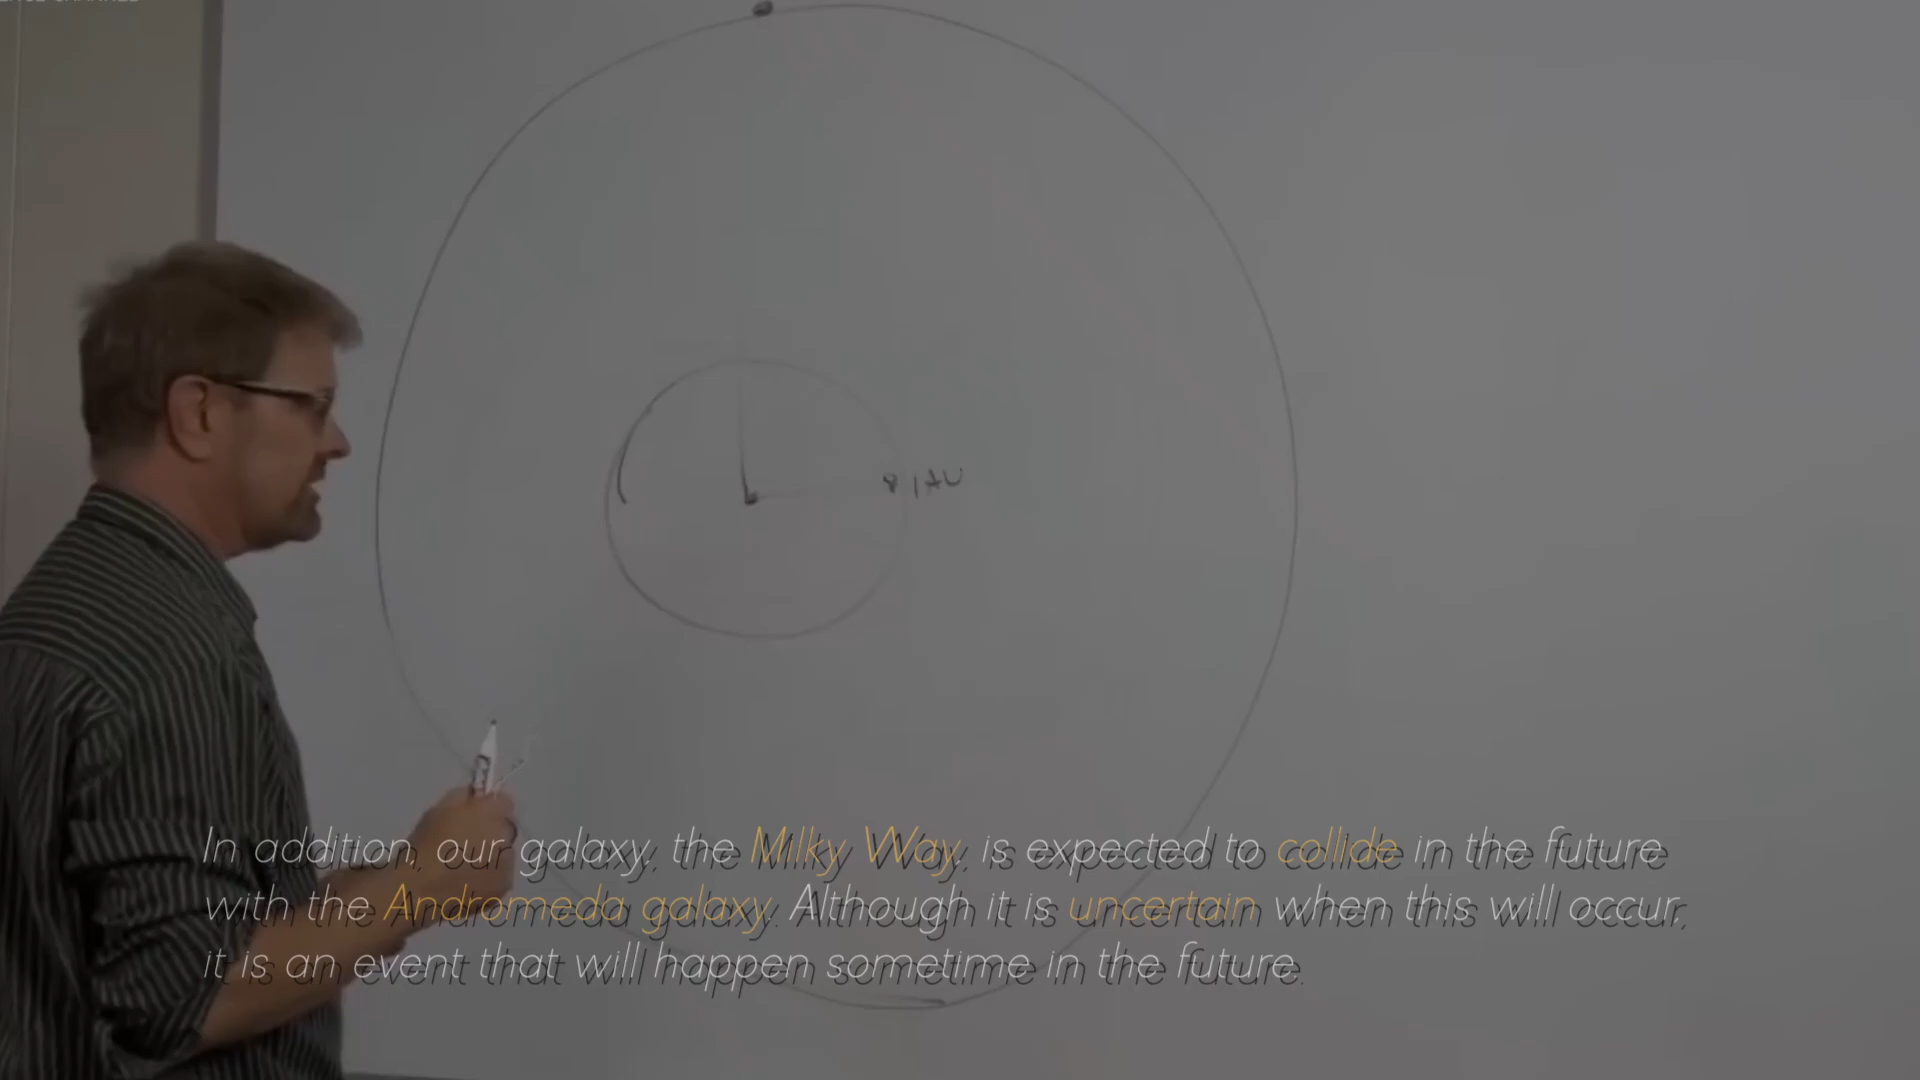 1AU
In addition, our galaxy, the Milky Way, is expected to collide in the future
with the Andromeda galaxy. Although it is uncertain when this will occur,
it is an event that will happen sometime in the future.